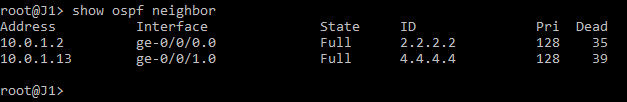 root@J1> show ospf neighbor
Address          Interface              State     ID               Pri  Dead
10.0.1.2         ge-0/0/0.0             Full      2.2.2.2          128    35
10.0.1.13        ge-0/0/1.0             Full      4.4.4.4          128    39
root@J1>